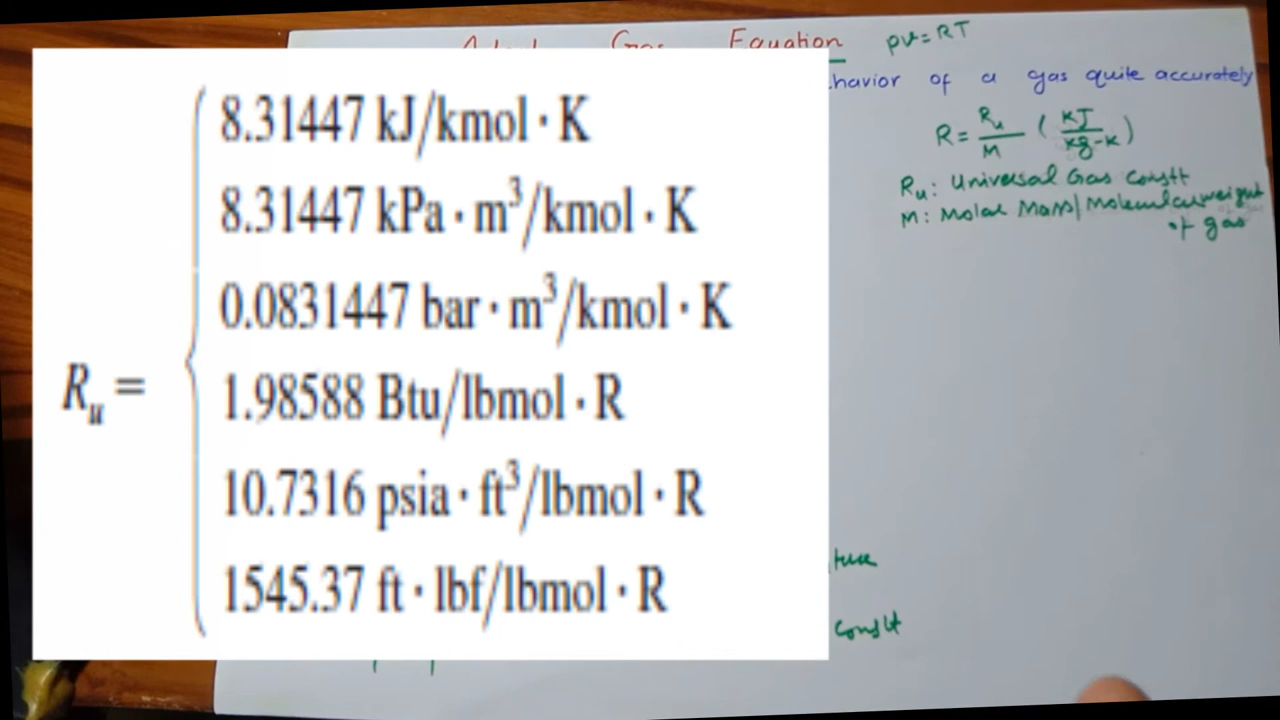 Equation pv=RT
havior of a gas quite accurately
R = Ru/M (KJ/kg-K)
Ru: Universal Gas constt
M: Molar Mass/Molecular weight
of gas
Ru =
8.31447 kJ/kmol · K
8.31447 kPa · m³/kmol · K
0.0831447 bar · m³/kmol · K
1.98588 Btu/lbmol · R
10.7316 psia · ft³/lbmol · R
1545.37 ft · lbf/lbmol · R
constt